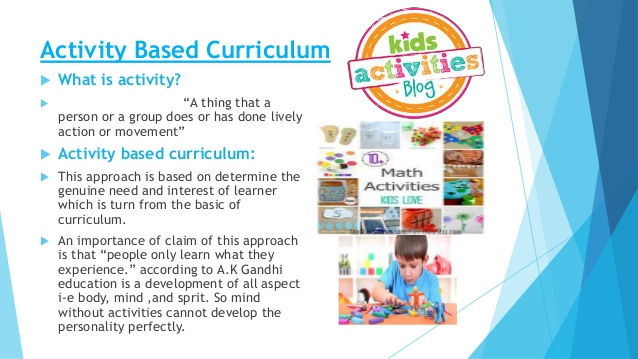 Activity Based Curriculum
What is activity?
“A thing that a
person or a group does or has done lively
action or movement”
Activity based curriculum:
This approach is based on determine the
genuine need and interest of learner
which is turn from the basic of
curriculum.
An importance of claim of this approach
is that “people only learn what they
experience.” according to A.K Gandhi
education is a development of all aspect
i-e body, mind ,and sprit. So mind
without activities cannot develop the
personality perfectly.
kids
activities
Blog
10+
Math
Activities
KIDS LOVE
5